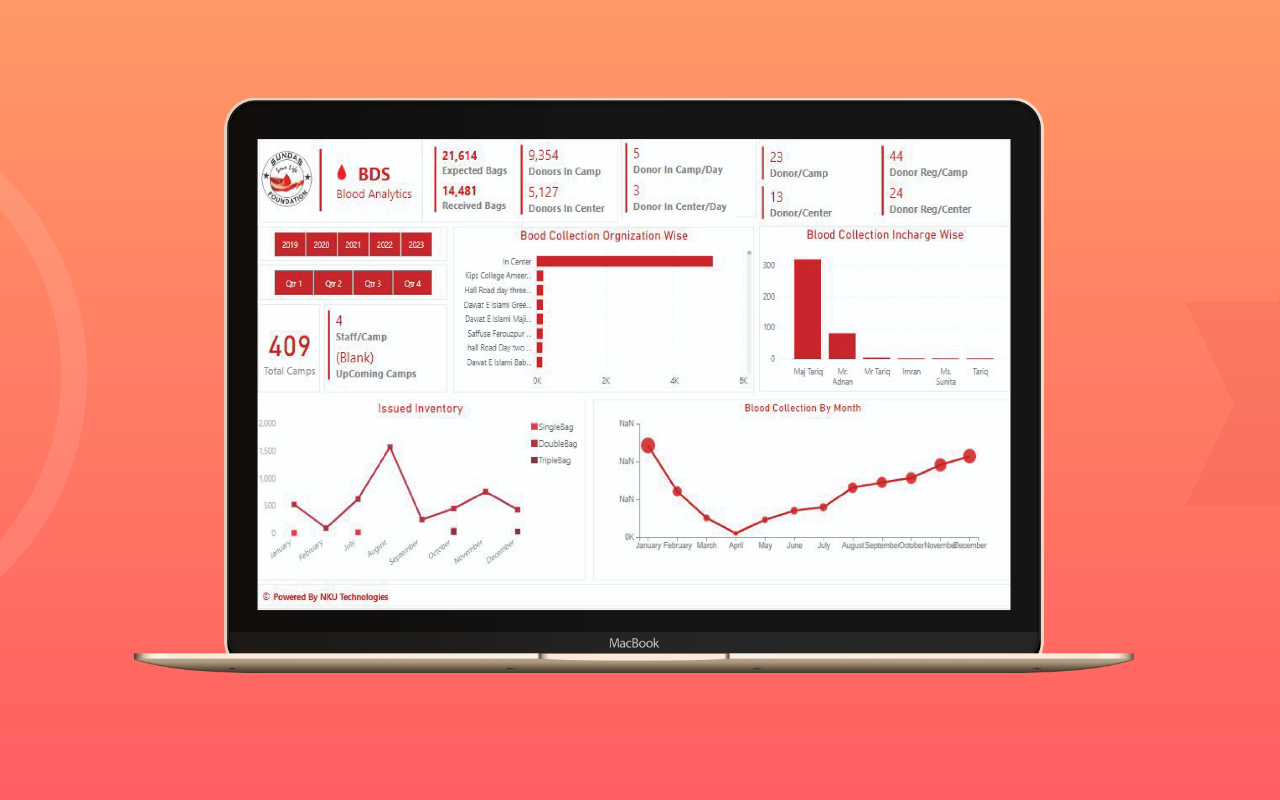 SUNDAS
Save Life
FOUNDATION
BDS
Blood Analytics
21,614
Expected Bags
14,481
Received Bags
9,354
Donors In Camp
5,127
Donors In Center
5
Donor In Camp/Day
3
Donor In Center/Day
23
Donor/Camp
13
Donor/Center
44
Donor Reg/Camp
24
Donor Reg/Center
2019 2020 2021 2022 2023
Qtr 1 Qtr 2 Qtr 3 Qtr 4
409
Total Camps
4
Staff/Camp
(Blank)
UpComing Camps
Bood Collection Orgnization Wise
In Center
Kips College Ameer...
Hall Road day three...
Dawat E Islami Gree...
Dawat E Islami Maji...
Saffuse Ferouzpur ...
hall Road Day two ...
Dawat E Islami Bab...
0K 2K 4K 6K
Blood Collection Incharge Wise
300
200
100
0
Maj Tariq Mr. Adnan Mr Tariq Imran Ms. Sunita Tariq
Issued Inventory
2,000
1,500
1,000
500
0
January February July August September October November December
SingleBag
DoubleBag
TripleBag
Blood Collection By Month
NaN
NaN
NaN
0K
January February March April May June July August September October November December
© Powered By NKU Technologies
MacBook